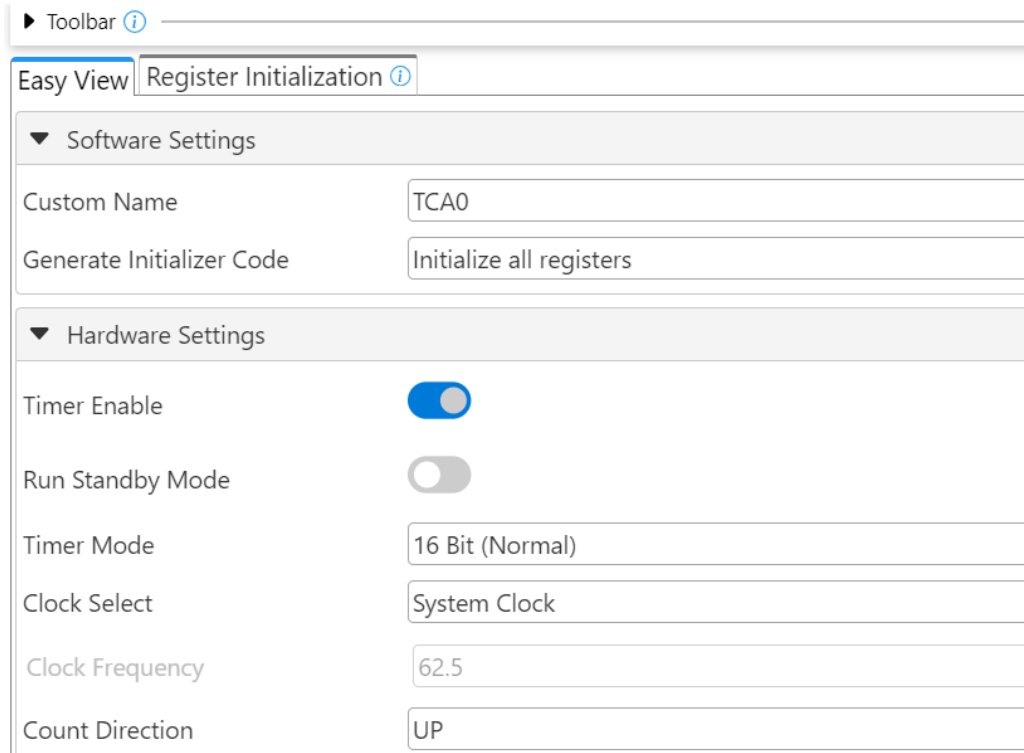 Toolbar
Easy View Register Initialization
Software Settings
Custom Name TCA0
Generate Initializer Code Initialize all registers
Hardware Settings
Timer Enable
Run Standby Mode
Timer Mode 16 Bit (Normal)
Clock Select System Clock
Clock Frequency 62.5
Count Direction UP